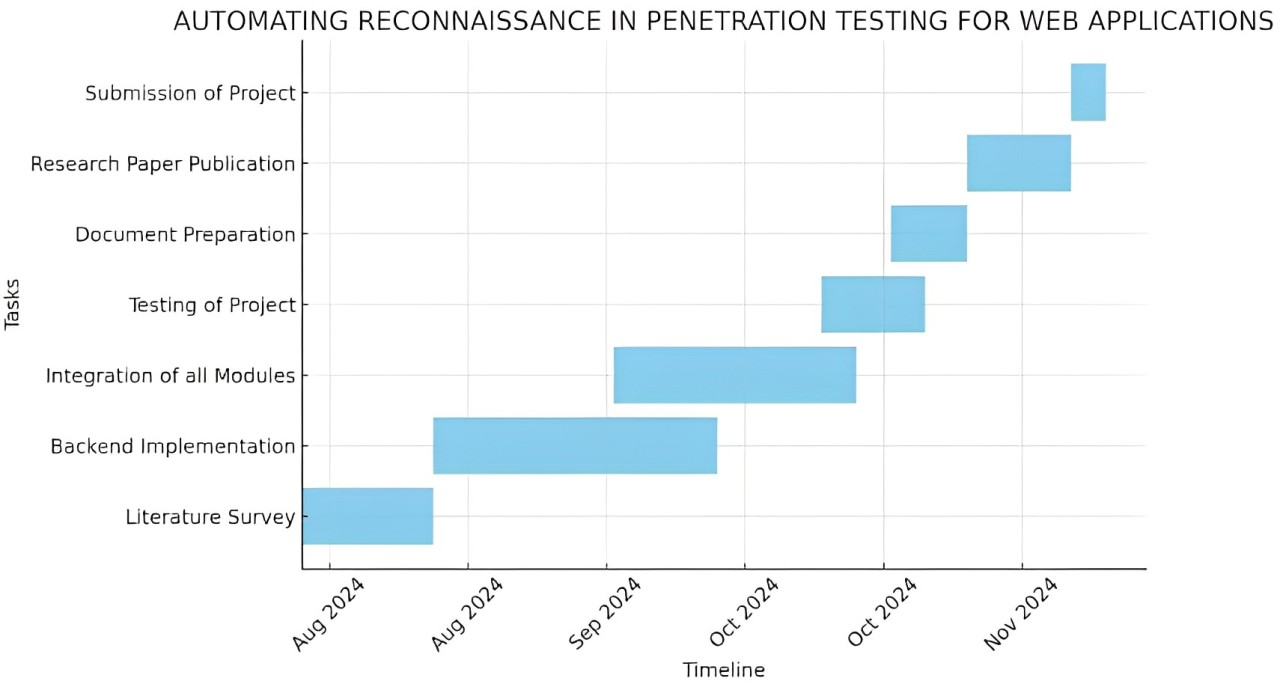 AUTOMATING RECONNAISSANCE IN PENETRATION TESTING FOR WEB APPLICATIONS
Submission of Project
Research Paper Publication
Document Preparation
Testing of Project
Integration of all Modules
Backend Implementation
Literature Survey
Tasks
Aug 2024
Aug 2024
Sep 2024
Oct 2024
Oct 2024
Nov 2024
Timeline